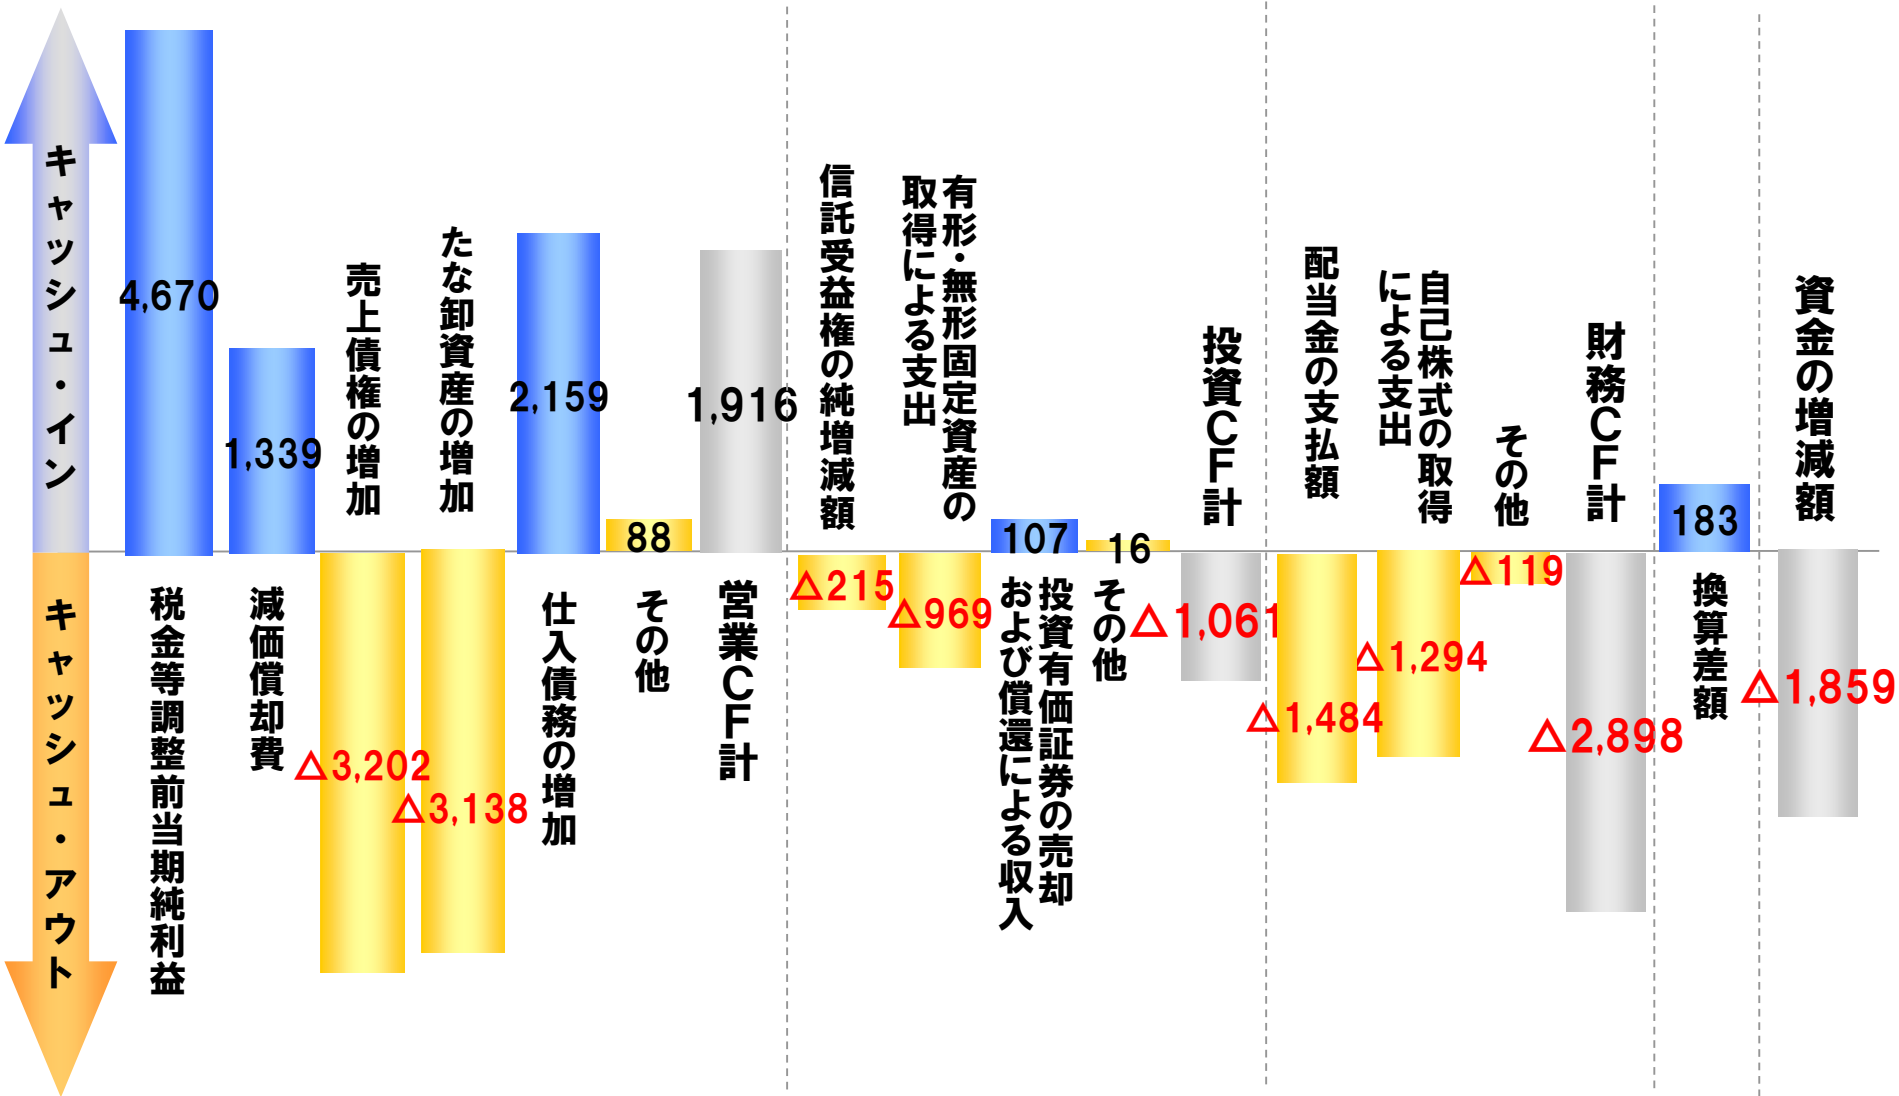 キャッシュ・イン
キャッシュ・アウト
4,670
税金等調整前当期純利益
1,339
減価償却費
売上債権の増加
△3,202
たな卸資産の増加
△3,138
2,159
仕入債務の増加
88
その他
1,916
営業CF計
信託受益権の純増減額
△215
有形・無形固定資産の
取得による支出
△969
107
投資有価証券の売却
および償還による収入
16
その他
投資CF計
△1,061
配当金の支払額
△1,484
自己株式の取得
による支出
△1,294
その他
△119
財務CF計
△2,898
183
換算差額
資金の増減額
△1,859